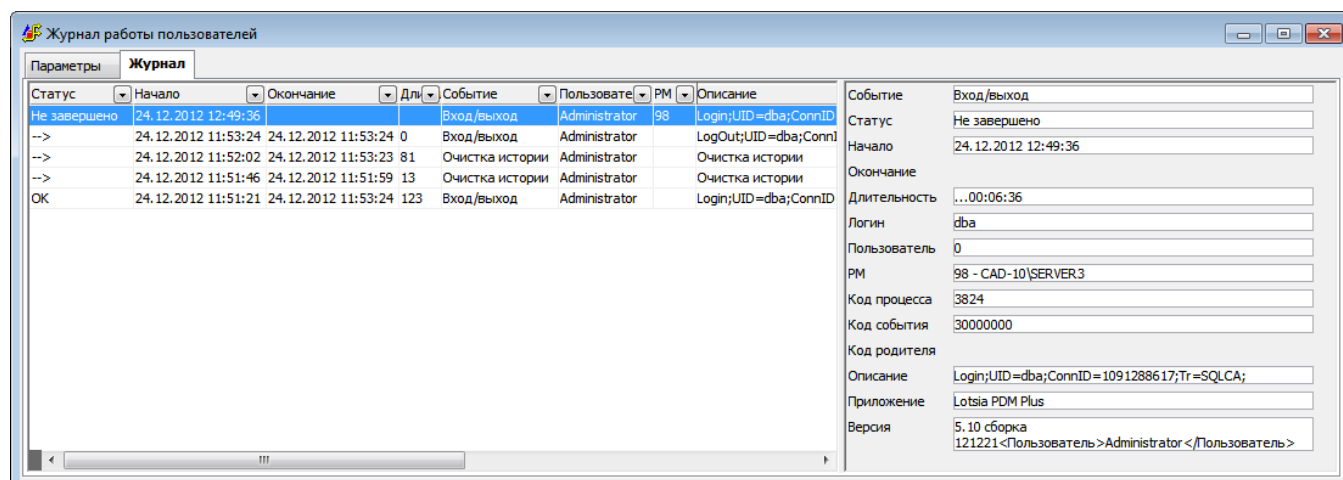 Журнал работы пользователей
Параметры Журнал
Статус Начало Окончание Дли Событие Пользовате РМ Описание
Не завершено 24.12.2012 12:49:36 Вход/выход Administrator 98 Login;UID=dba;ConnID
--> 24.12.2012 11:53:24 24.12.2012 11:53:24 0 Вход/выход Administrator LogOut;UID=dba;ConnI
--> 24.12.2012 11:52:02 24.12.2012 11:53:23 81 Очистка истории Administrator Очистка истории
--> 24.12.2012 11:51:46 24.12.2012 11:51:59 13 Очистка истории Administrator Очистка истории
OK 24.12.2012 11:51:21 24.12.2012 11:53:24 123 Вход/выход Administrator Login;UID=dba;ConnID
Событие Вход/выход
Статус Не завершено
Начало 24.12.2012 12:49:36
Окончание
Длительность ...00:06:36
Логин dba
Пользователь 0
РМ 98 - CAD-10\SERVER3
Код процесса 3824
Код события 30000000
Код родителя
Описание Login;UID=dba;ConnID=1091288617;Tr=SQLCA;
Приложение Lotsia PDM Plus
Версия 5.10 сборка
121221<Пользователь>Administrator</Пользователь>